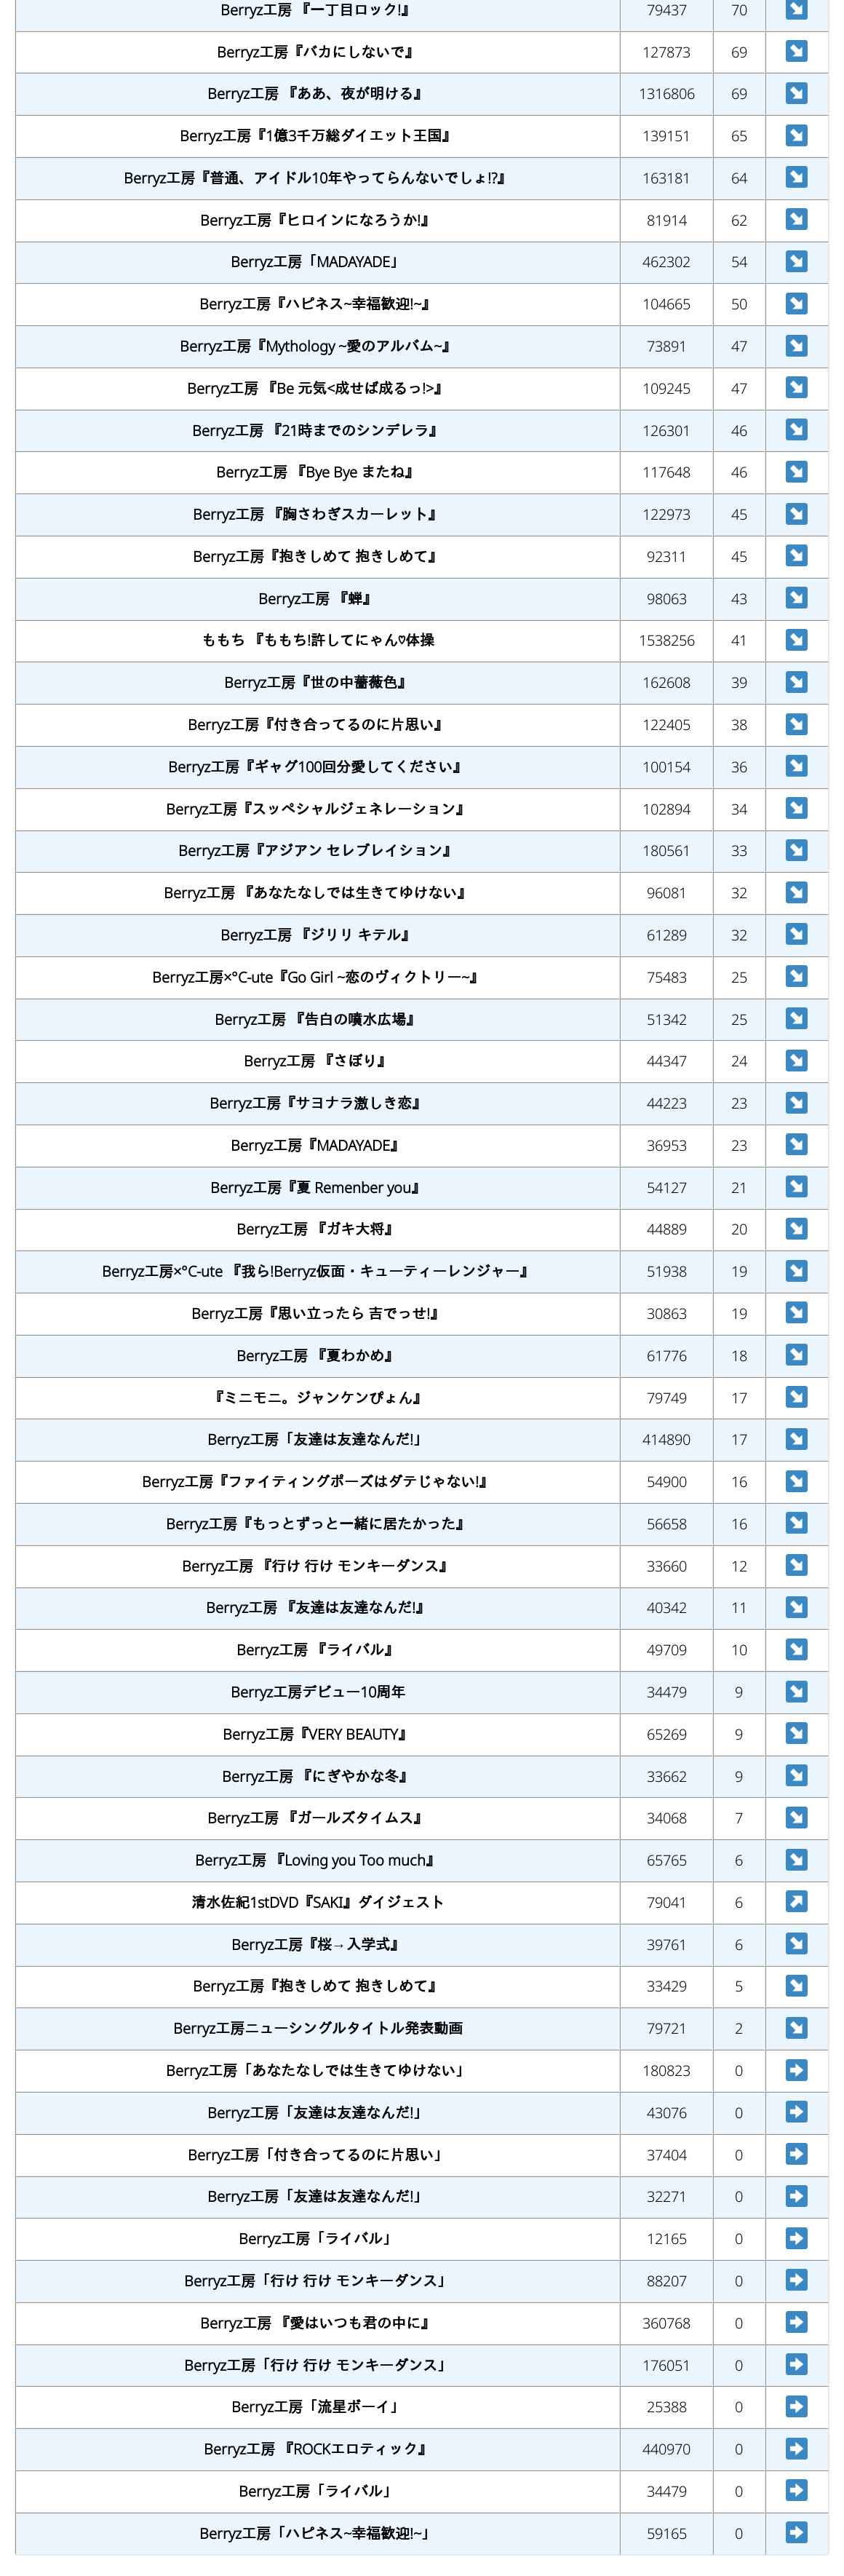 Berryz工房 『一丁目ロック!』 79437 70 ↘
Berryz工房『バカにしないで』 127873 69 ↘
Berryz工房 『ああ、夜が明ける』 1316806 69 ↘
Berryz工房『1億3千万総ダイエット王国』 139151 65 ↘
Berryz工房『普通、アイドル10年やってらんないでしょ!?』 163181 64 ↘
Berryz工房『ヒロインになろうか!』 81914 62 ↘
Berryz工房「MADAYADE」 462302 54 ↘
Berryz工房『ハピネス~幸福歓迎!~』 104665 50 ↘
Berryz工房『Mythology ~愛のアルバム~』 73891 47 ↘
Berryz工房 『Be 元気<成せば成るっ!>』 109245 47 ↘
Berryz工房 『21時までのシンデレラ』 126301 46 ↘
Berryz工房 『Bye Bye またね』 117648 46 ↘
Berryz工房 『胸さわぎスカーレット』 122973 45 ↘
Berryz工房『抱きしめて 抱きしめて』 92311 45 ↘
Berryz工房 『蝉』 98063 43 ↘
ももち 『ももち!許してにゃん♡体操 1538256 41 ↘
Berryz工房『世の中薔薇色』 162608 39 ↘
Berryz工房『付き合ってるのに片思い』 122405 38 ↘
Berryz工房『ギャグ100回分愛してください』 100154 36 ↘
Berryz工房『スッペシャルジェネレ～ション』 102894 34 ↘
Berryz工房『アジアン セレブレイション』 180561 33 ↘
Berryz工房 『あなたなしでは生きてゆけない』 96081 32 ↘
Berryz工房 『ジリリ キテル』 61289 32 ↘
Berryz工房×°C-ute『Go Girl ~恋のヴィクトリー~』 75483 25 ↘
Berryz工房 『告白の噴水広場』 51342 25 ↘
Berryz工房 『さぼり』 44347 24 ↘
Berryz工房『サヨナラ激しき恋』 44223 23 ↘
Berryz工房『MADAYADE』 36953 23 ↘
Berryz工房『夏 Remenber you』 54127 21 ↘
Berryz工房 『ガキ大将』 44889 20 ↘
Berryz工房×°C-ute 『我ら!Berryz仮面・キューティーレンジャー』 51938 19 ↘
Berryz工房『思い立ったら 吉でっせ!』 30863 19 ↘
Berryz工房 『夏わかめ』 61776 18 ↘
『ミニモニ。ジャンケンぴょん』 79749 17 ↘
Berryz工房「友達は友達なんだ!」 414890 17 ↘
Berryz工房『ファイティングポーズはダテじゃない!』 54900 16 ↘
Berryz工房『もっとずっと一緒に居たかった』 56658 16 ↘
Berryz工房 『行け 行け モンキーダンス』 33660 12 ↘
Berryz工房 『友達は友達なんだ!』 40342 11 ↘
Berryz工房 『ライバル』 49709 10 ↘
Berryz工房デビュー10周年 34479 9 ↘
Berryz工房『VERY BEAUTY』 65269 9 ↘
Berryz工房 『にぎやかな冬』 33662 9 ↘
Berryz工房 『ガールズタイムス』 34068 7 ↘
Berryz工房 『Loving you Too much』 65765 6 ↘
清水佐紀1stDVD『SAKI』ダイジェスト 79041 6 ↗
Berryz工房『桜→入学式』 39761 6 ↘
Berryz工房『抱きしめて 抱きしめて』 33429 5 ↘
Berryz工房ニューシングルタイトル発表動画 79721 2 ↘
Berryz工房「あなたなしでは生きてゆけない」 180823 0 ➡
Berryz工房「友達は友達なんだ!」 43076 0 ➡
Berryz工房「付き合ってるのに片思い」 37404 0 ➡
Berryz工房「友達は友達なんだ!」 32271 0 ➡
Berryz工房「ライバル」 12165 0 ➡
Berryz工房「行け 行け モンキーダンス」 88207 0 ➡
Berryz工房 『愛はいつも君の中に』 360768 0 ➡
Berryz工房「行け 行け モンキーダンス」 176051 0 ➡
Berryz工房「流星ボーイ」 25388 0 ➡
Berryz工房 『ROCKエロティック』 440970 0 ➡
Berryz工房「ライバル」 34479 0 ➡
Berryz工房「ハピネス~幸福歓迎!~」 59165 0 ➡